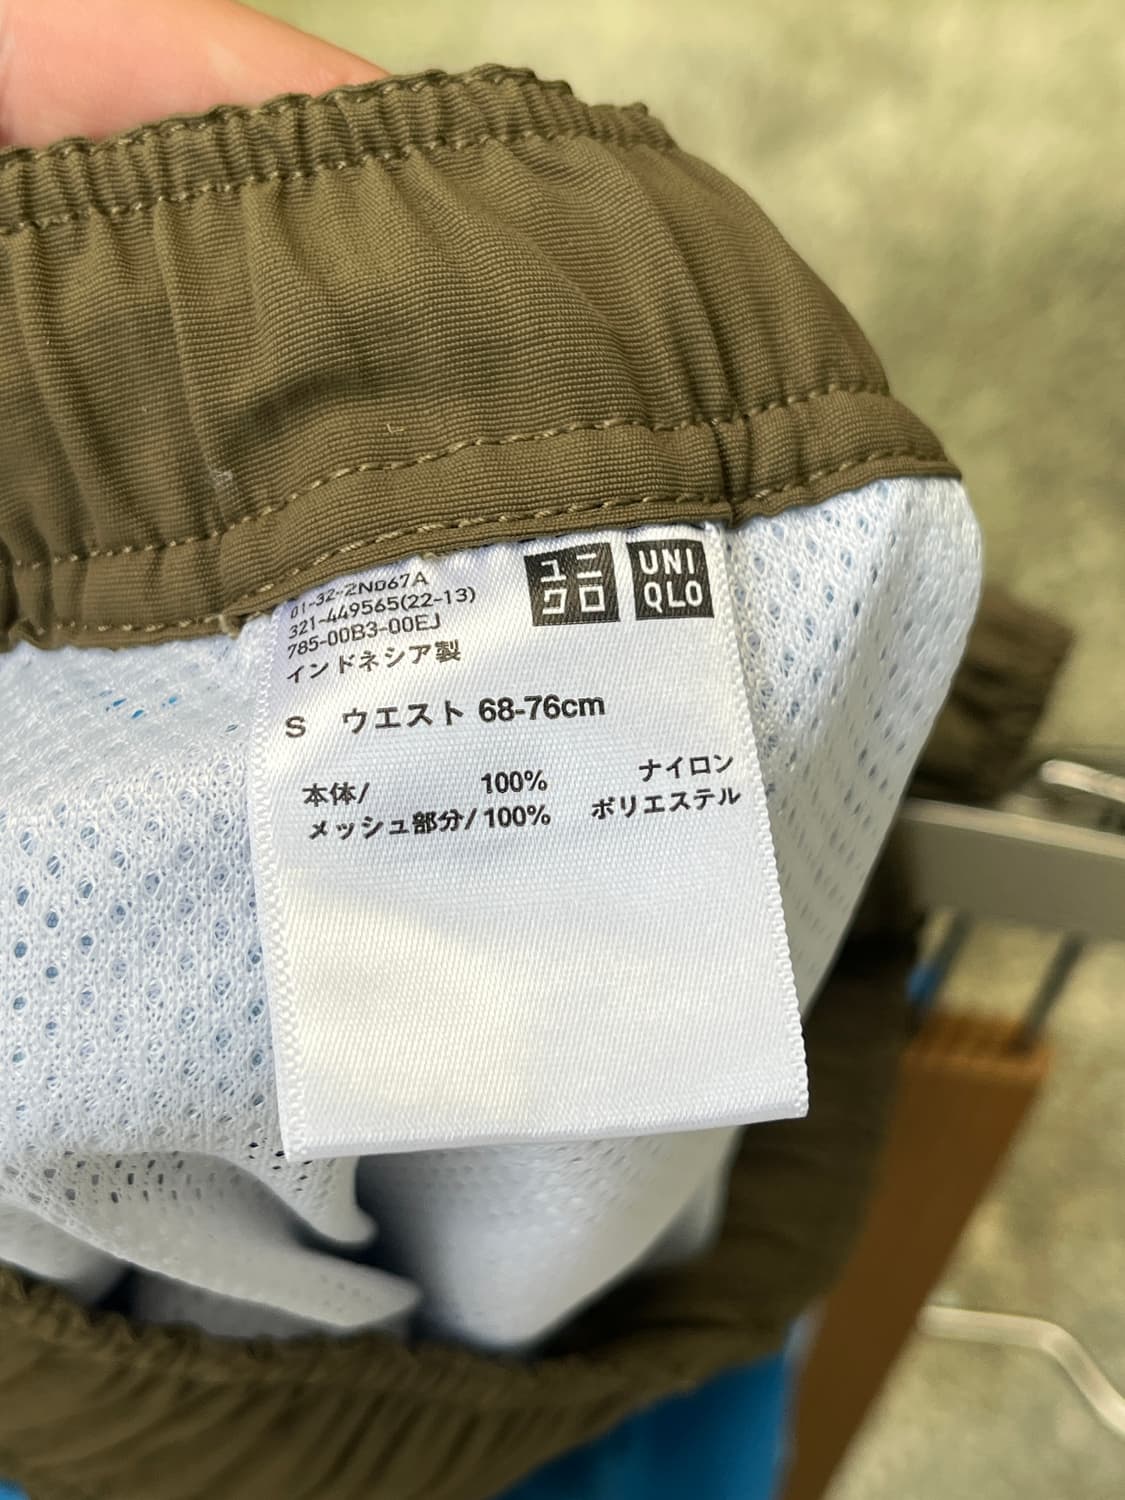 ユニ
クロ
UNI
QLO
01-32-2N067A
321-449565(22-13)
785-00B3-00EJ
インドネシア製
S ウエスト 68-76cm
本体/ 100% ナイロン
メッシュ部分/ 100% ポリエステル